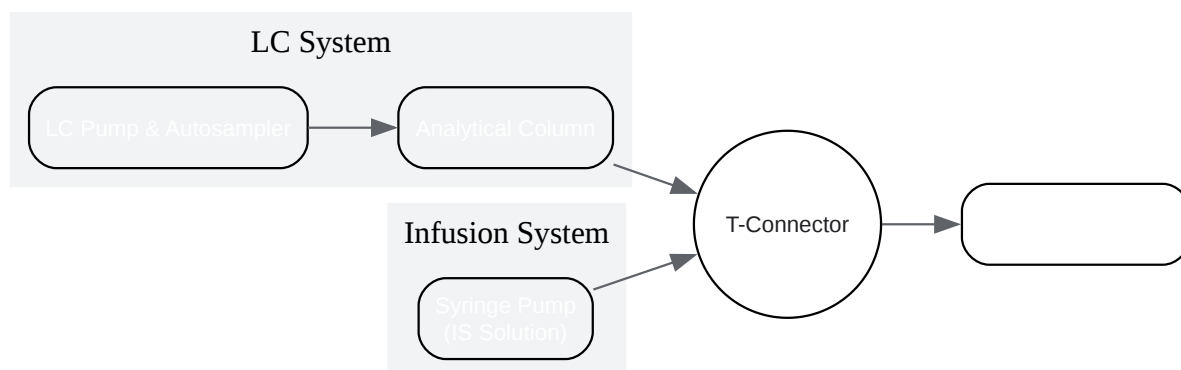 LC System
LC Pump & Autosampler
Analytical Column
Infusion System
Syringe Pump
(IS Solution)
T-Connector